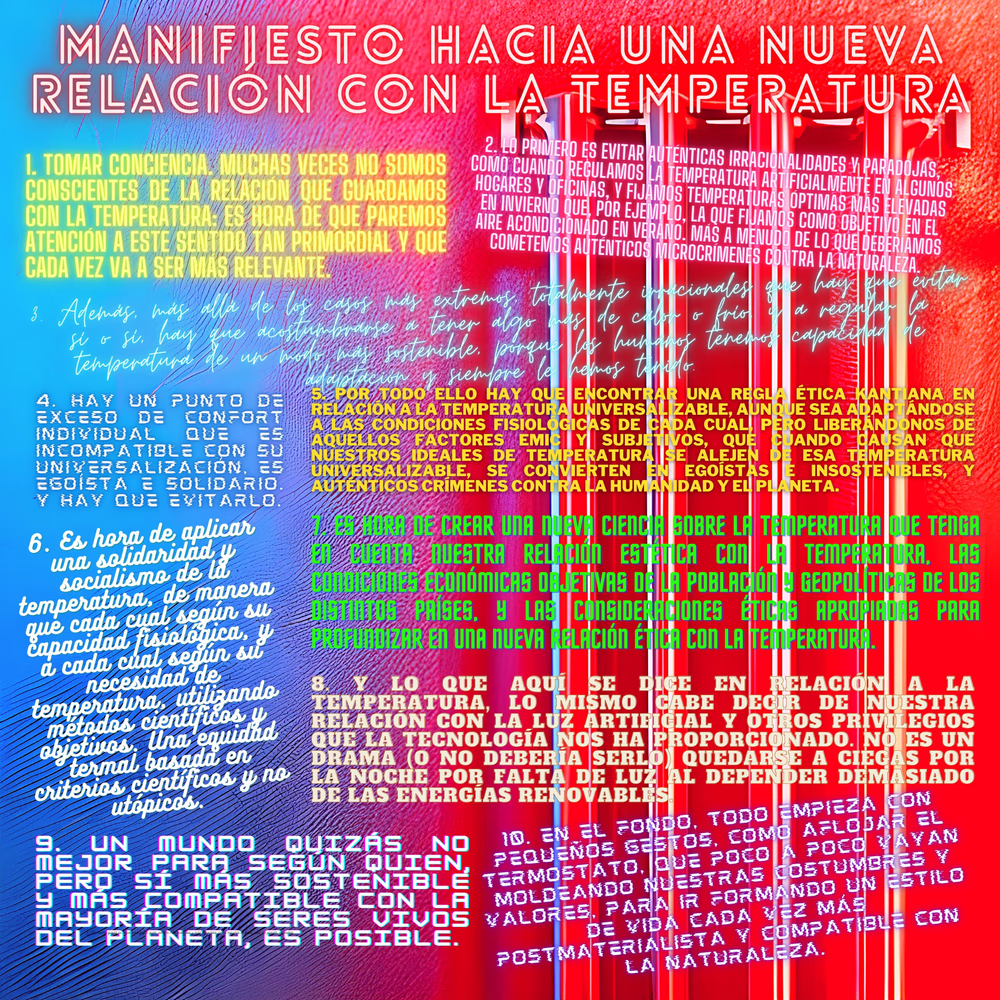 MANIFIESTO HACIA UNA NUEVA
RELACIÓN CON LA TEMPERATURA
1. TOMAR CONCIENCIA. MUCHAS VECES NO SOMOS
CONSCIENTES DE LA RELACIÓN QUE GUARDAMOS
CON LA TEMPERATURA; ES HORA DE QUE PAREMOS
ATENCIÓN A ESTE SENTIDO TAN PRIMORDIAL Y QUE
CADA VEZ VA A SER MÁS RELEVANTE.
2. LO PRIMERO ES EVITAR AUTÉNTICAS IRRACIONALIDADES Y PARADOJAS,
COMO CUANDO REGULAMOS LA TEMPERATURA ARTIFICIALMENTE EN ALGUNOS
HOGARES Y OFICINAS, Y FIJAMOS TEMPERATURAS ÓPTIMAS MÁS ELEVADAS
EN INVIERNO QUE, POR EJEMPLO, LA QUE FIJAMOS COMO OBJETIVO EN EL
AIRE ACONDICIONADO EN VERANO. MÁS A MENUDO DE LO QUE DEBERÍAMOS
COMETEMOS AUTÉNTICOS MICROCRÍMENES CONTRA LA NATURALEZA.
3. Además, más allá de los casos más extremos, totalmente irracionales que hay que evitar
sí o sí, hay que acostumbrarse a tener algo más de calor o frío, y a regular la
temperatura de un modo más sostenible, porque los humanos tenemos capacidad de
adaptación y siempre le hemos tenido.
4. HAY UN PUNTO DE
EXCESO DE CONFORT
INDIVIDUAL QUE ES
INCOMPATIBLE CON SU
UNIVERSALIZACIÓN, ES
EGOÍSTA E SOLIDARIO,
Y HAY QUE EVITARLO.
5. POR TODO ELLO HAY QUE ENCONTRAR UNA REGLA ÉTICA KANTIANA EN
RELACIÓN A LA TEMPERATURA UNIVERSALIZABLE, AUNQUE SEA ADAPTÁNDOSE
A LAS CONDICIONES FISIOLÓGICAS DE CADA CUAL, PERO LIBERÁNDONOS DE
AQUELLOS FACTORES EMIC Y SUBJETIVOS, QUE CUANDO CAUSAN QUE
NUESTROS IDEALES DE TEMPERATURA SE ALEJEN DE ESA TEMPERATURA
UNIVERSALIZABLE, SE CONVIERTEN EN EGOÍSTAS E INSOSTENIBLES, Y
AUTÉNTICOS CRÍMENES CONTRA LA HUMANIDAD Y EL PLANETA.
6. Es hora de aplicar
una solidaridad y
socialismo de la
temperatura, de manera
que cada cual según su
capacidad fisiológica, y
a cada cual según su
necesidad de
temperatura, utilizando
métodos científicos y
objetivos. Una equidad
termal basada en
criterios científicos y no
utópicos.
7. ES HORA DE CREAR UNA NUEVA CIENCIA SOBRE LA TEMPERATURA QUE TENGA
EN CUENTA NUESTRA RELACIÓN ESTÉTICA CON LA TEMPERATURA, LAS
CONDICIONES ECONÓMICAS OBJETIVAS DE LA POBLACIÓN Y GEOPOLÍTICAS DE LOS
DISTINTOS PAÍSES, Y LAS CONSIDERACIONES ÉTICAS APROPIADAS PARA
PROFUNDIZAR EN UNA NUEVA RELACIÓN ÉTICA CON LA TEMPERATURA.
8. Y LO QUE AQUÍ SE DICE EN RELACIÓN A LA
TEMPERATURA, LO MISMO CABE DECIR DE NUESTRA
RELACIÓN CON LA LUZ ARTIFICIAL Y OTROS PRIVILEGIOS
QUE LA TECNOLOGÍA NOS HA PROPORCIONADO. NO ES UN
DRAMA (O NO DEBERÍA SERLO) QUEDARSE A CIEGAS POR
LA NOCHE POR FALTA DE LUZ AL DEPENDER DEMASIADO
DE LAS ENERGÍAS RENOVABLES.
9. UN MUNDO QUIZÁS NO
MEJOR PARA SEGÚN QUIEN,
PERO SÍ MÁS SOSTENIBLE
Y MÁS COMPATIBLE CON LA
MAYORÍA DE SERES VIVOS
DEL PLANETA, ES POSIBLE.
10. EN EL FONDO, TODO EMPIEZA CON
PEQUEÑOS GESTOS, COMO AFLOJAR EL
TERMOSTATO, QUE POCO A POCO VAYAN
MOLDEANDO NUESTRAS COSTUMBRES Y
VALORES, PARA IR FORMANDO UN ESTILO
DE VIDA CADA VEZ MÁS
POSTMATERIALISTA Y COMPATIBLE CON
LA NATURALEZA.